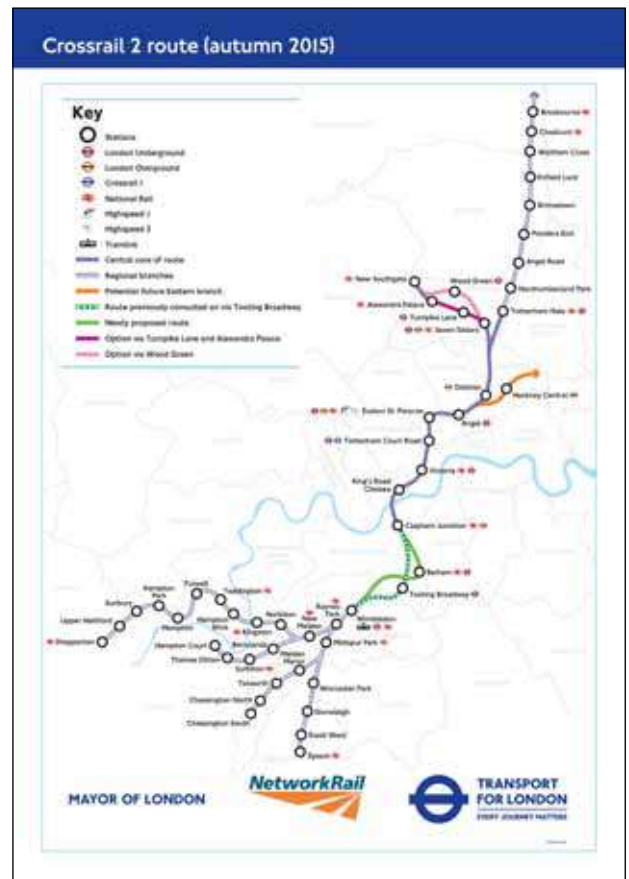 Crossrail 2 route (autumn 2015)
Key
Stations
London Underground
London Overground
Crossrail 1
National Rail
Highspeed 1
Highspeed 2
Tramlink
Central core of route
Regional branches
Potential future Eastern branch
Route previously consulted on via Tooting Broadway
Newly proposed route
Option via Turnpike Lane and Alexandra Palace
Option via Wood Green
Broxbourne
Cheshunt
Waltham Cross
Enfield Lock
Brimsdown
Ponders End
Angel Road
Northumberland Park
Tottenham Hale
New Southgate
Wood Green
Alexandra Palace
Turnpike Lane
Seven Sisters
Dalston
Hackney Central
Euston St. Pancras
Angel
Tottenham Court Road
Victoria
King's Road
Chelsea
Clapham Junction
Balham
Tooting Broadway
Wimbledon
Raynes
Park
Motspur Park
New
Malden
Norbiton
Kingston
Hampton
Wick
Teddington
Fulwell
Hampton
Kempton
Park
Sunbury
Upper Halliford
Shepperton
Hampton Court
Thames Ditton
Surbiton
Berrylands
Malden
Manor
Tolworth
Chessington North
Chessington South
Worcester Park
Stoneleigh
Ewell West
Epsom
MAYOR OF LONDON
NetworkRail
TRANSPORT
FOR LONDON
EVERY JOURNEY MATTERS